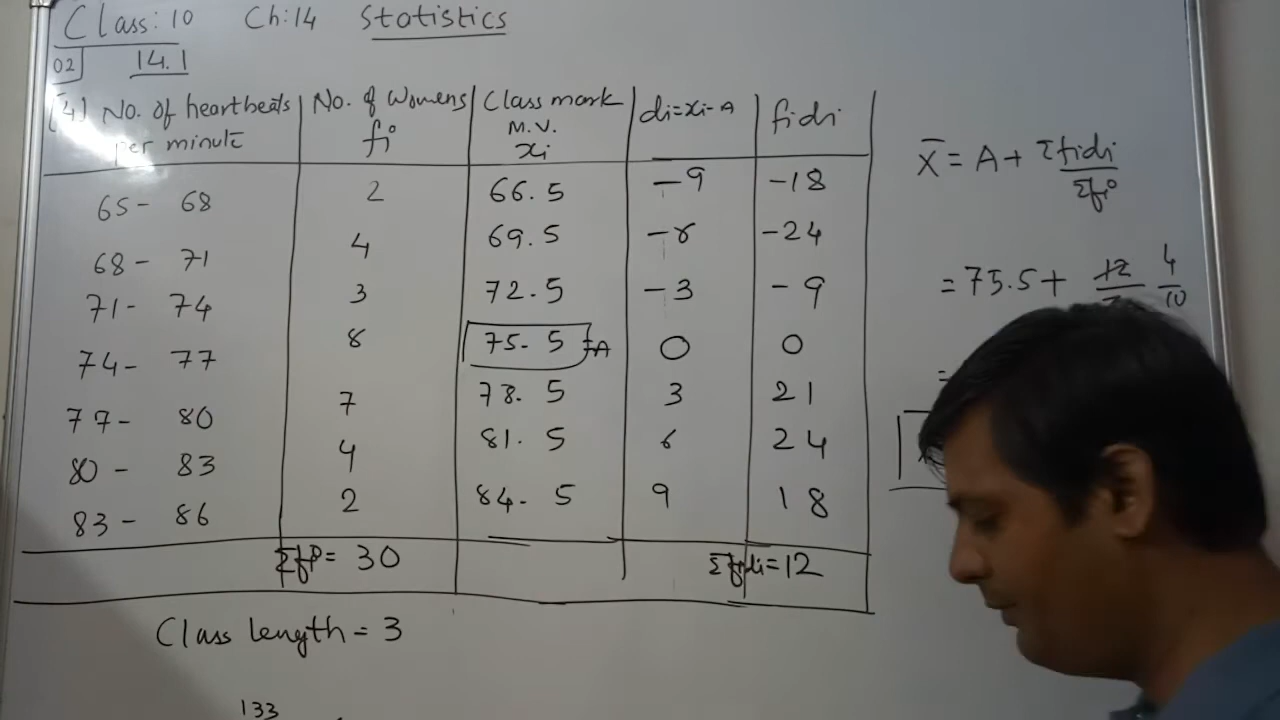 Class: 10 Ch:14 Statistics
02 14.1
(4) No. of heartbeats per minute | No. of Womens fi | Class mark M.V. xi | di=xi-A | fidi
65- 68 | 2 | 66.5 | -9 | -18
68- 71 | 4 | 69.5 | -6 | -24
71- 74 | 3 | 72.5 | -3 | -9
74- 77 | 8 | 75.5 =A | 0 | 0
77- 80 | 7 | 78.5 | 3 | 21
80- 83 | 4 | 81.5 | 6 | 24
83- 86 | 2 | 84.5 | 9 | 18
Σfi= 30 | Σfidi=12
Class length = 3
133
X̄ = A + Σfidi/Σfi
= 75.5+ 12 4/10
=